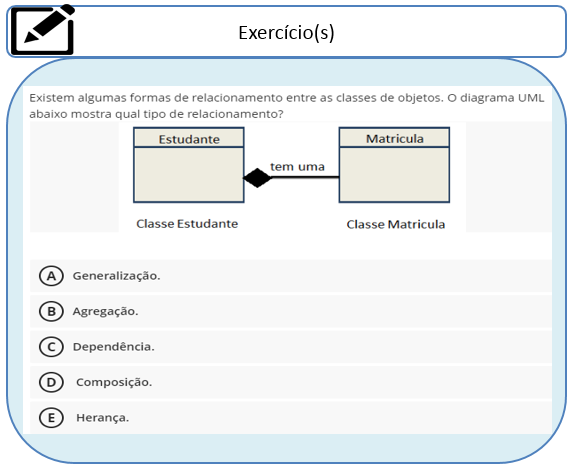 Exercício(s)
Existem algumas formas de relacionamento entre as classes de objetos. O diagrama UML
abaixo mostra qual tipo de relacionamento?
Estudante
Matricula
tem uma
Classe Estudante
Classe Matricula
A Generalização.
B Agregação.
C Dependência.
D Composição.
E Herança.